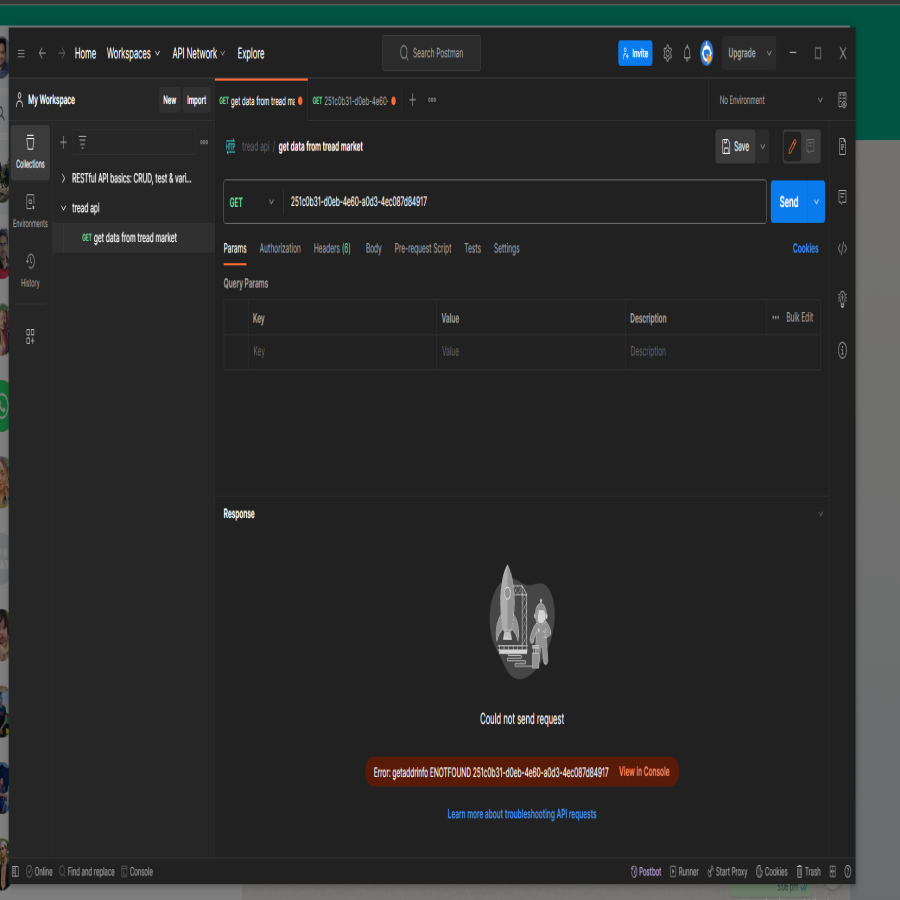 Home Workspaces API Network Explore Search Postman Invite Upgrade
My Workspace New Import GET get data from tread ma GET 251c0b31-d0eb-4e60- No Environment
Collections
Environments
History
RESTful API basics: CRUD, test & vari...
tread api
GET get data from tread market
HTTP tread api / get data from tread market Save
GET 251c0b31-d0eb-4e60-a0d3-4ec087d84917 Send
Params Authorization Headers (6) Body Pre-request Script Tests Settings Cookies
Query Params
Key Value Description Bulk Edit
Key Value Description
Response
Could not send request
Error: getaddrinfo ENOTFOUND 251c0b31-d0eb-4e60-a0d3-4ec087d84917 View in Console
Learn more about troubleshooting API requests
Online Find and replace Console Postbot Runner Start Proxy Cookies Trash